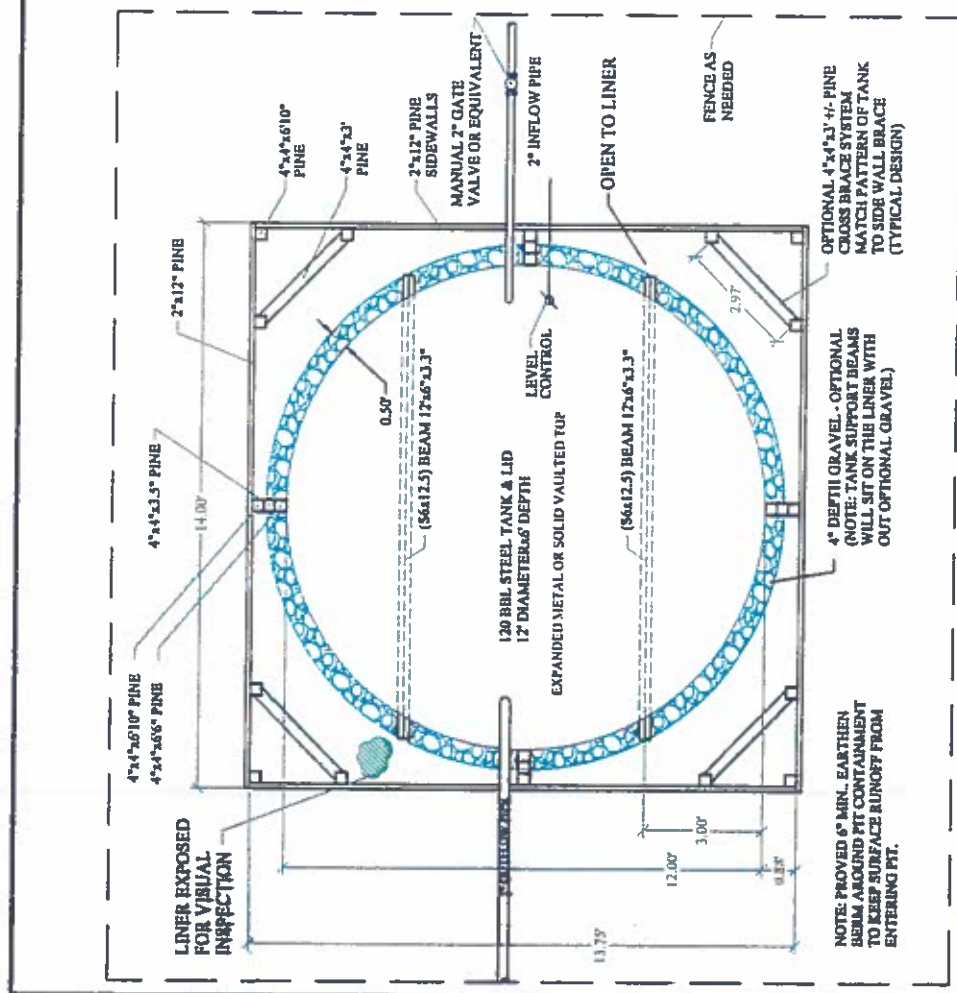 4"x4"x6'10" PINE
4"x4"x6'6" PINE
4"x4"x3.5" PINE
2"x12" PINE
4"x4"x6'10"
PINE
4"x4"x3'
PINE
2"x12" PINE
SIDEWALLS
MANUAL 2" GATE
VALVE OR EQUIVALENT
2" INFLOW PIPE
OPEN TO LINER
FENCE AS
NEEDED
14.00'
LINER EXPOSED
FOR VISUAL
INSPECTION
0.50'
(S6x12.5) BEAM 12'x6"x3.3"
120 BBL STEEL TANK & LID
12' DIAMETERx6' DEPTH
EXPANDED METAL OR SOLID VAULTED TOP
LEVEL
CONTROL
(S6x12.5) BEAM 12'x6"x3.3"
13.75'
12.00'
3.00'
0.88'
2.97'
NOTE: PROVED 6" MIN., EARTHEN
BERM AROUND PIT CONTAINMENT
TO KEEP SURFACE RUNOFF FROM
ENTERING PIT.
4" DEPTH GRAVEL - OPTIONAL
(NOTE: TANK SUPPORT BEAMS
WILL SIT ON THE LINER WITH
OUT OPTIONAL GRAVEL)
OPTIONAL 4"x4"x3' +/- PINE
CROSS BRACE SYSTEM
MATCH PATTERN OF TANK
TO SIDE WALL BRACE
(TYPICAL DESIGN)